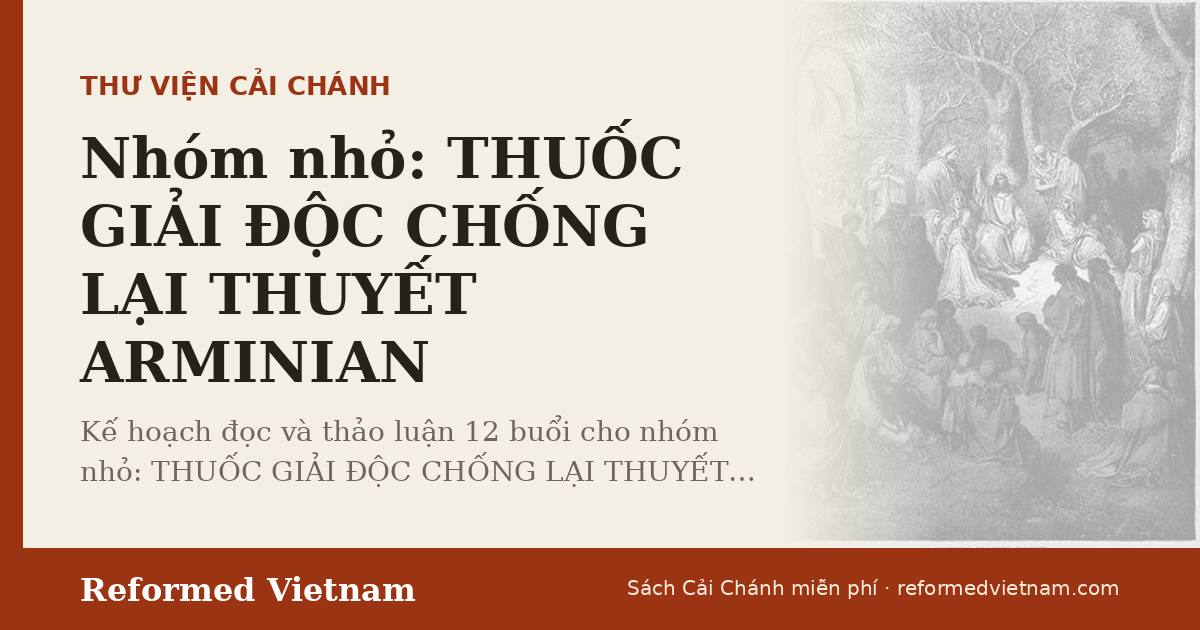 THƯ VIỆN CẢI CHÁNH
Nhóm nhỏ: THUỐC
GIẢI ĐỘC CHỐNG
LẠI THUYẾT
ARMINIAN
Kế hoạch đọc và thảo luận 12 buổi cho nhóm
nhỏ: THUỐC GIẢI ĐỘC CHỐNG LẠI THUYẾT...
Reformed Vietnam
Sách Cải Chánh miễn phí · reformedvietnam.com